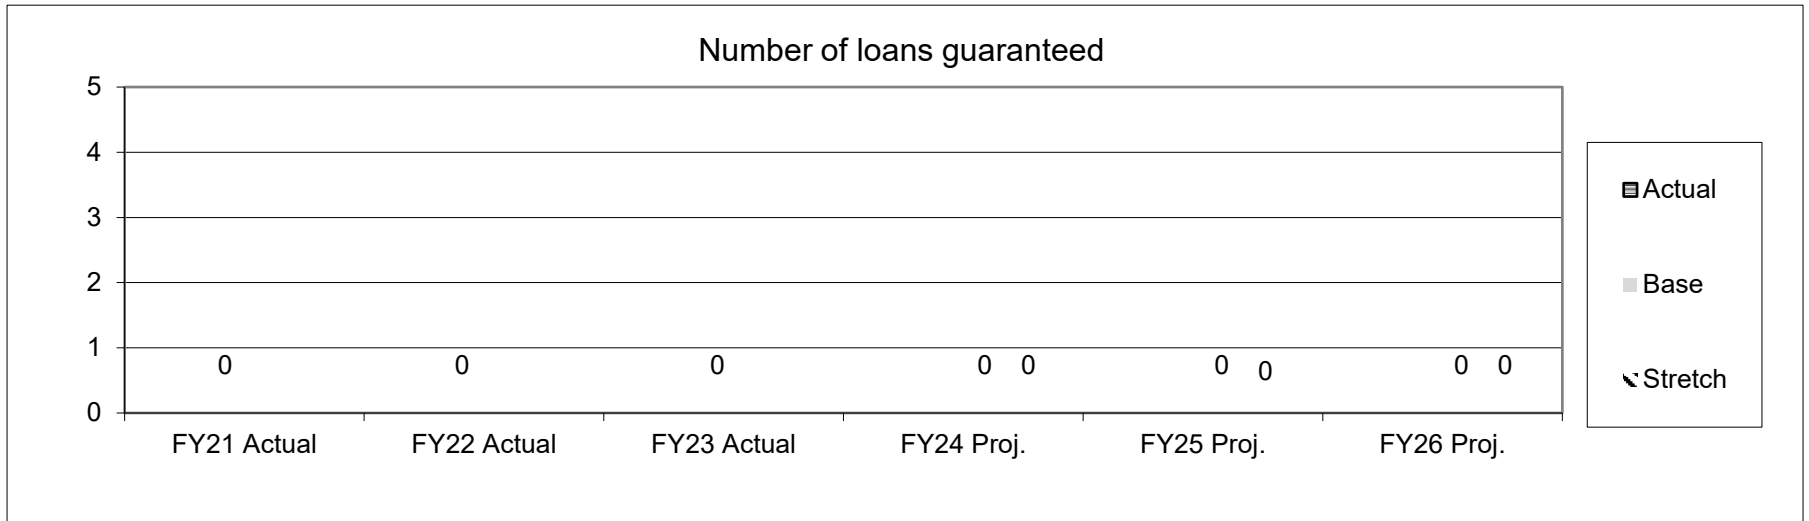 Number of loans guaranteed
5
4
3
2
1
0
0 0 0 0 0 0 0 0 0
FY21 Actual FY22 Actual FY23 Actual FY24 Proj. FY25 Proj. FY26 Proj.
Actual
Base
Stretch